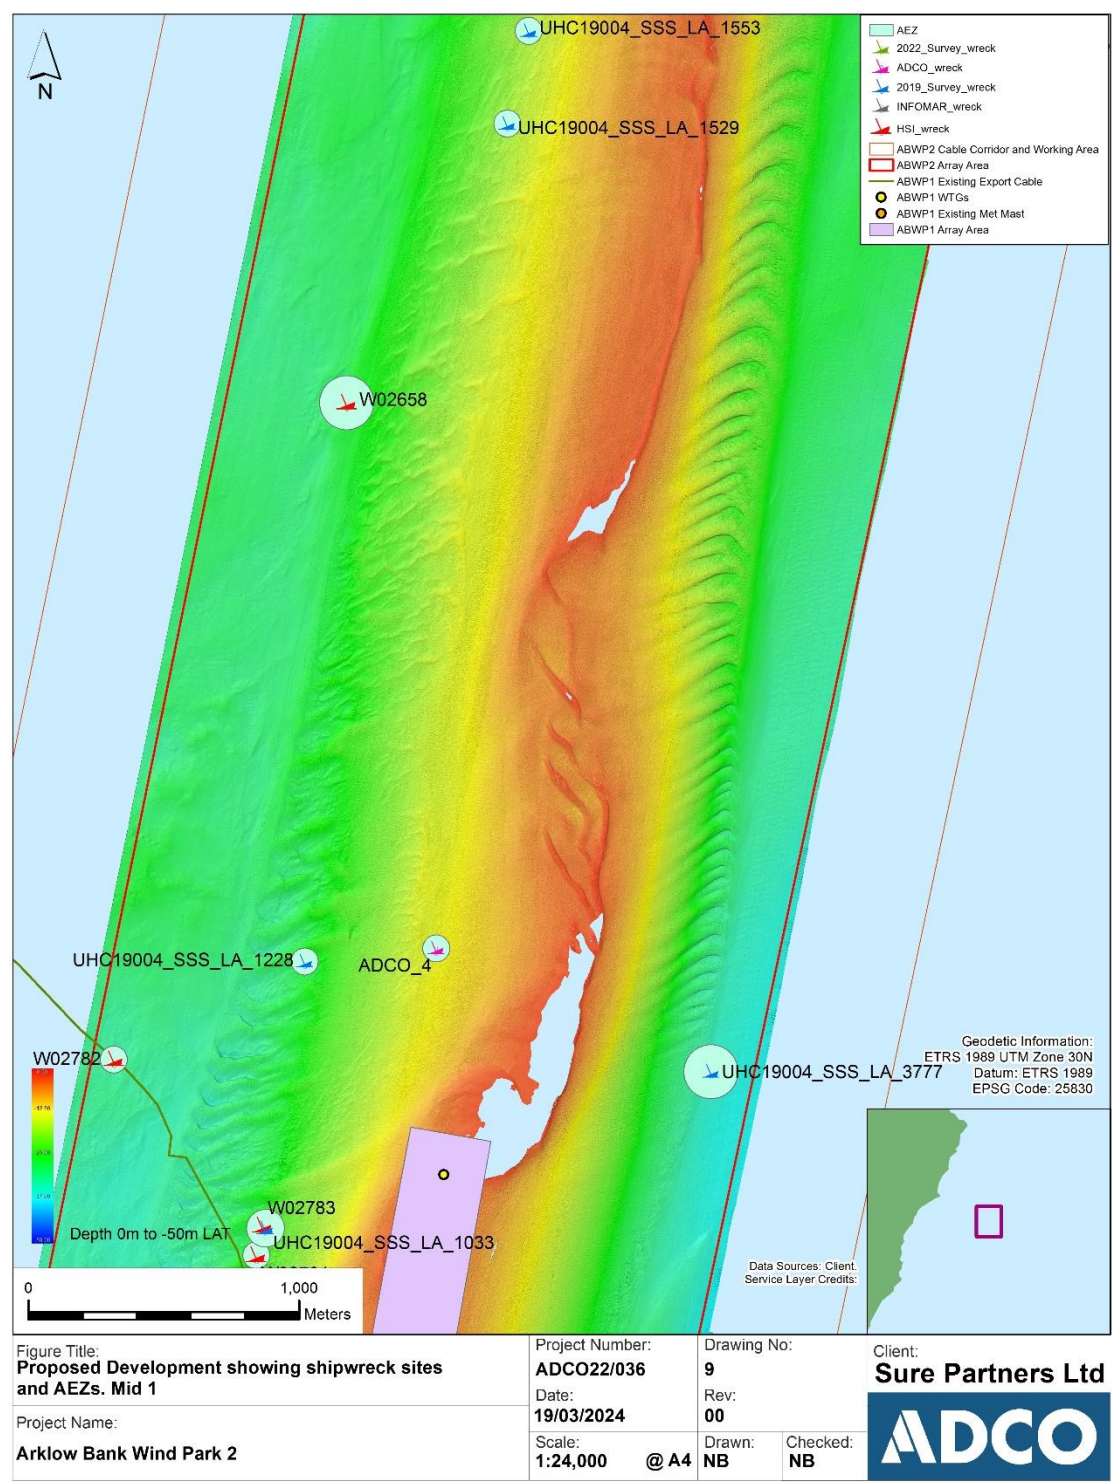 UHC19004_SSS_LA_1553
N
UHC19004_SSS_LA_1529
AEZ
2022_Survey_wreck
ADCO_wreck
2019_Survey_wreck
INFOMAR_wreck
HSI_wreck
ABWP2 Cable Corridor and Working Area
ABWP2 Array Area
ABWP1 Existing Export Cable
ABWP1 WTGs
ABWP1 Existing Met Mast
ABWP1 Array Area
W02658
UHC19004_SSS_LA_1228
ADCO_4
W02782
UHC19004_SSS_LA_3777
Geodetic Information:
ETRS 1989 UTM Zone 30N
Datum: ETRS 1989
EPSG Code: 25830
W02783
Depth 0m to -50m LAT
UHC19004_SSS_LA_1033
Data Sources: Client.
Service Layer Credits:
0
1,000
Meters
Figure Title:
Proposed Development showing shipwreck sites
and AEZs. Mid 1
Project Name:
Arklow Bank Wind Park 2
Project Number:
ADCO22/036
Date:
19/03/2024
Scale:
1:24,000 @ A4
Drawing No:
9
Rev:
00
Drawn:
NB
Checked:
NB
Client:
Sure Partners Ltd
ADCO